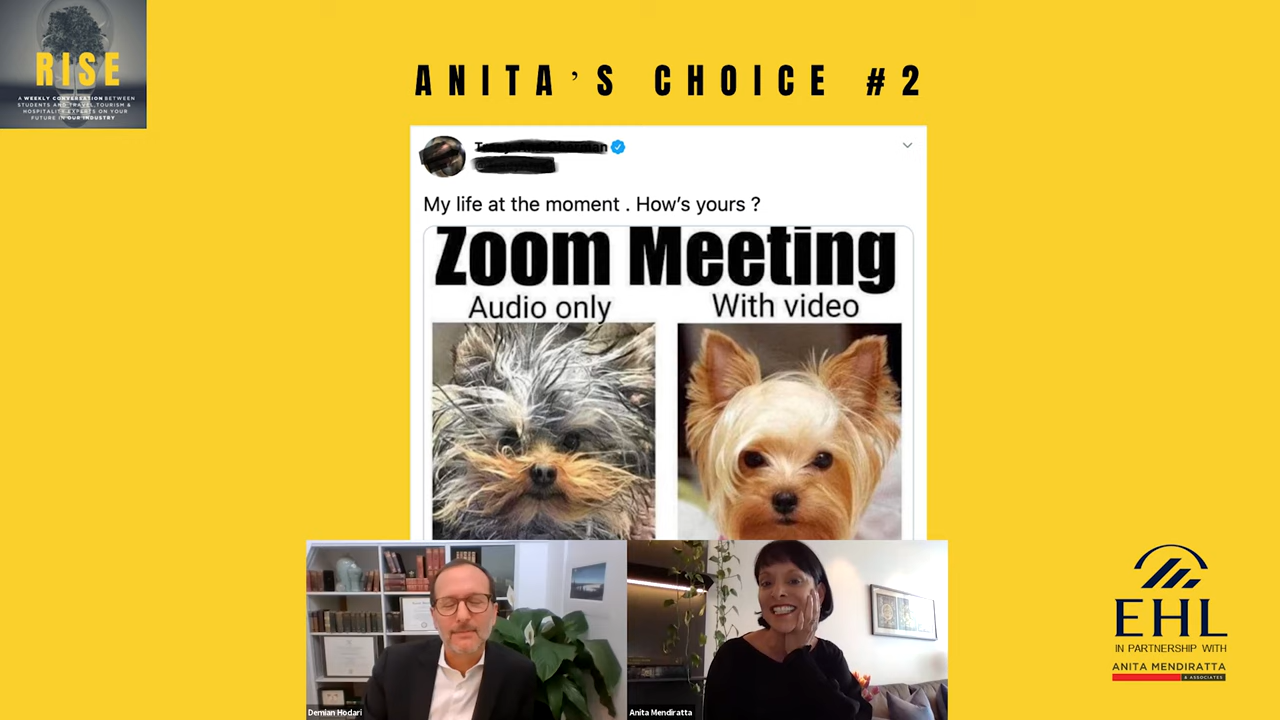 RISE
A WEEKLY CONVERSATION BETWEEN
STUDENTS AND TRAVEL, TOURISM &
HOSPITALITY EXPERTS ON YOUR
FUTURE IN OUR INDUSTRY
ANITA'S CHOICE #2
My life at the moment . How's yours ?
Zoom Meeting
Audio only
With video
Demian Hodari
Anita Mendiratta
EHL
IN PARTNERSHIP WITH
ANITA MENDIRATTA
& ASSOCIATES